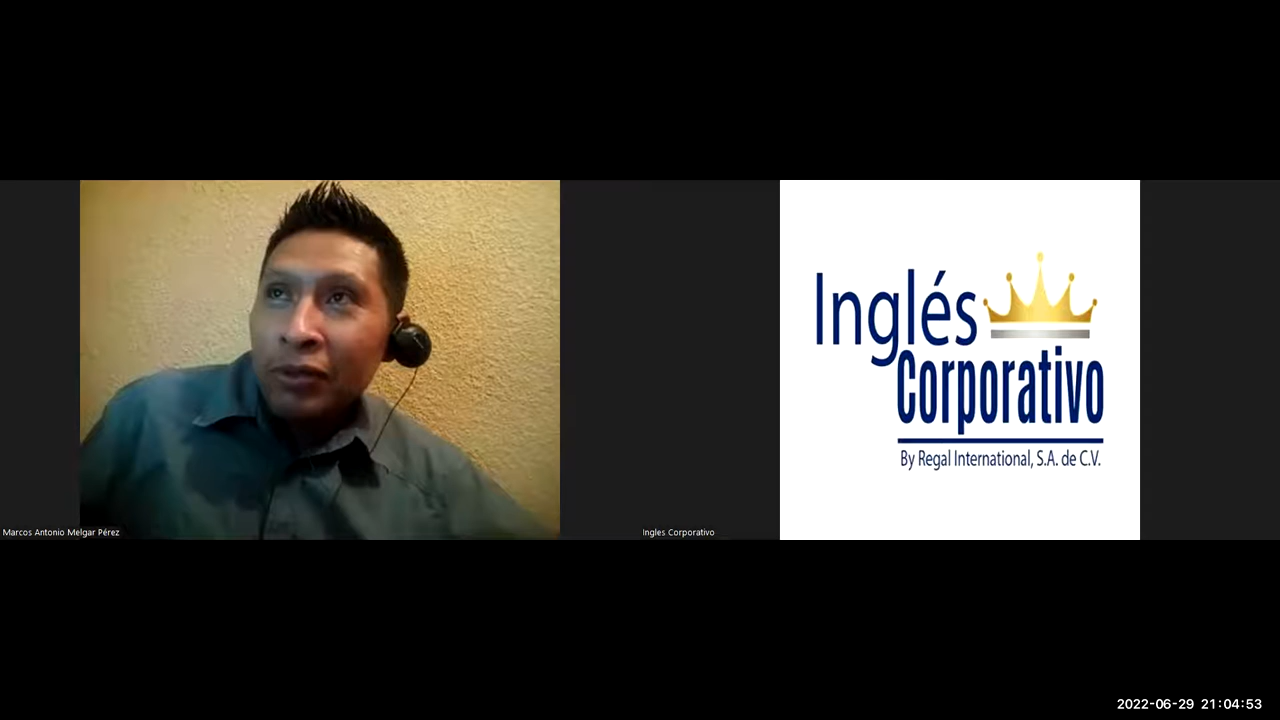 Inglés
Corporativo
By Regal International, S.A. de C.V.
Marcos Antonio Melgar Pérez
Ingles Corporativo
2022-06-29 21:04:53